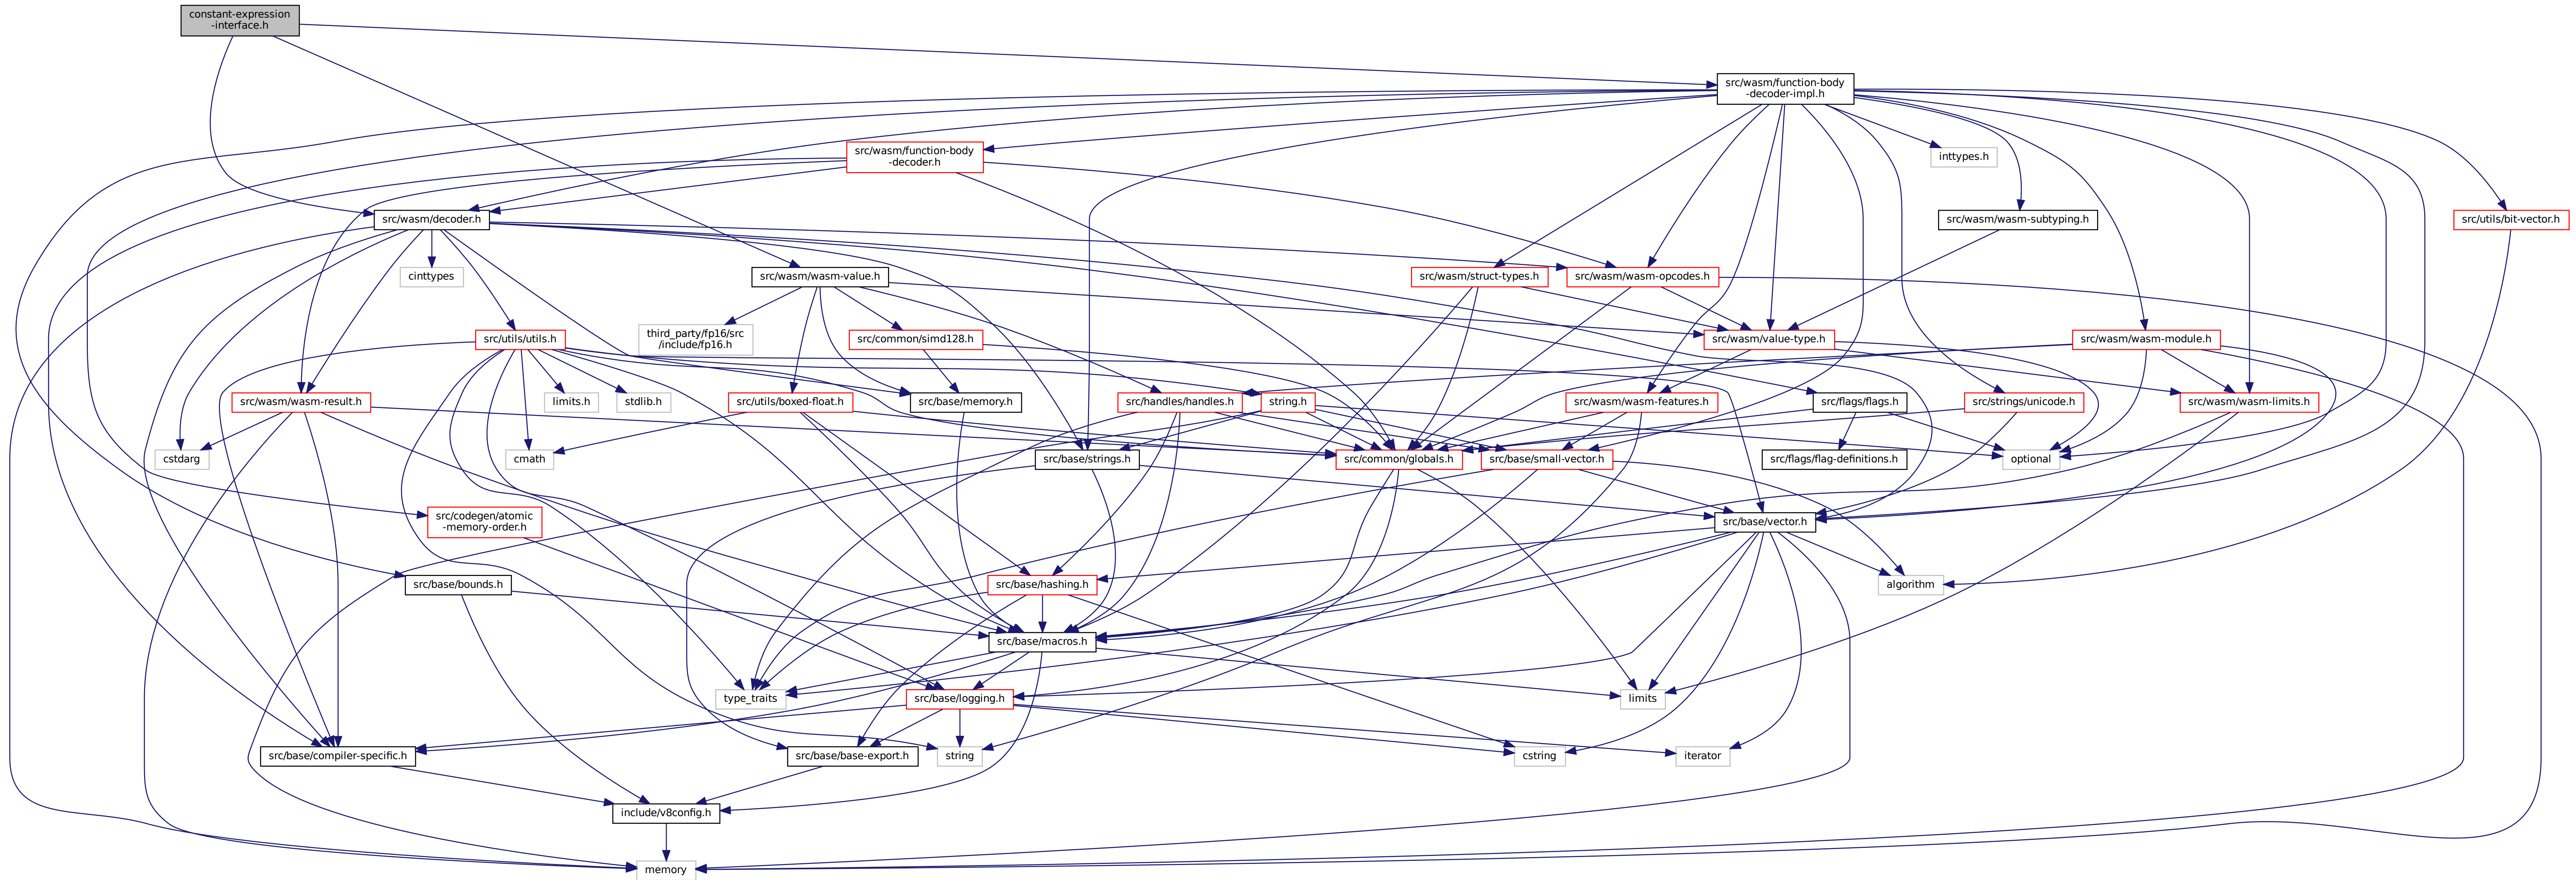 constant-expression
-interface.h
src/wasm/function-body
-decoder-impl.h
src/wasm/function-body
-decoder.h
inttypes.h
src/wasm/decoder.h
src/wasm/wasm-subtyping.h
src/utils/bit-vector.h
cinttypes
src/wasm/wasm-value.h
src/wasm/struct-types.h
src/wasm/wasm-opcodes.h
src/utils/utils.h
third_party/fp16/src
/include/fp16.h
src/common/simd128.h
src/wasm/value-type.h
src/wasm/wasm-module.h
src/wasm/wasm-result.h
limits.h
stdlib.h
src/utils/boxed-float.h
src/base/memory.h
src/handles/handles.h
string.h
src/wasm/wasm-features.h
src/flags/flags.h
src/strings/unicode.h
src/wasm/wasm-limits.h
cstdarg
cmath
src/base/strings.h
src/common/globals.h
src/base/small-vector.h
src/flags/flag-definitions.h
optional
src/codegen/atomic
-memory-order.h
src/base/vector.h
src/base/bounds.h
src/base/hashing.h
algorithm
src/base/macros.h
type_traits
src/base/logging.h
limits
src/base/compiler-specific.h
src/base/base-export.h
string
cstring
iterator
include/v8config.h
memory